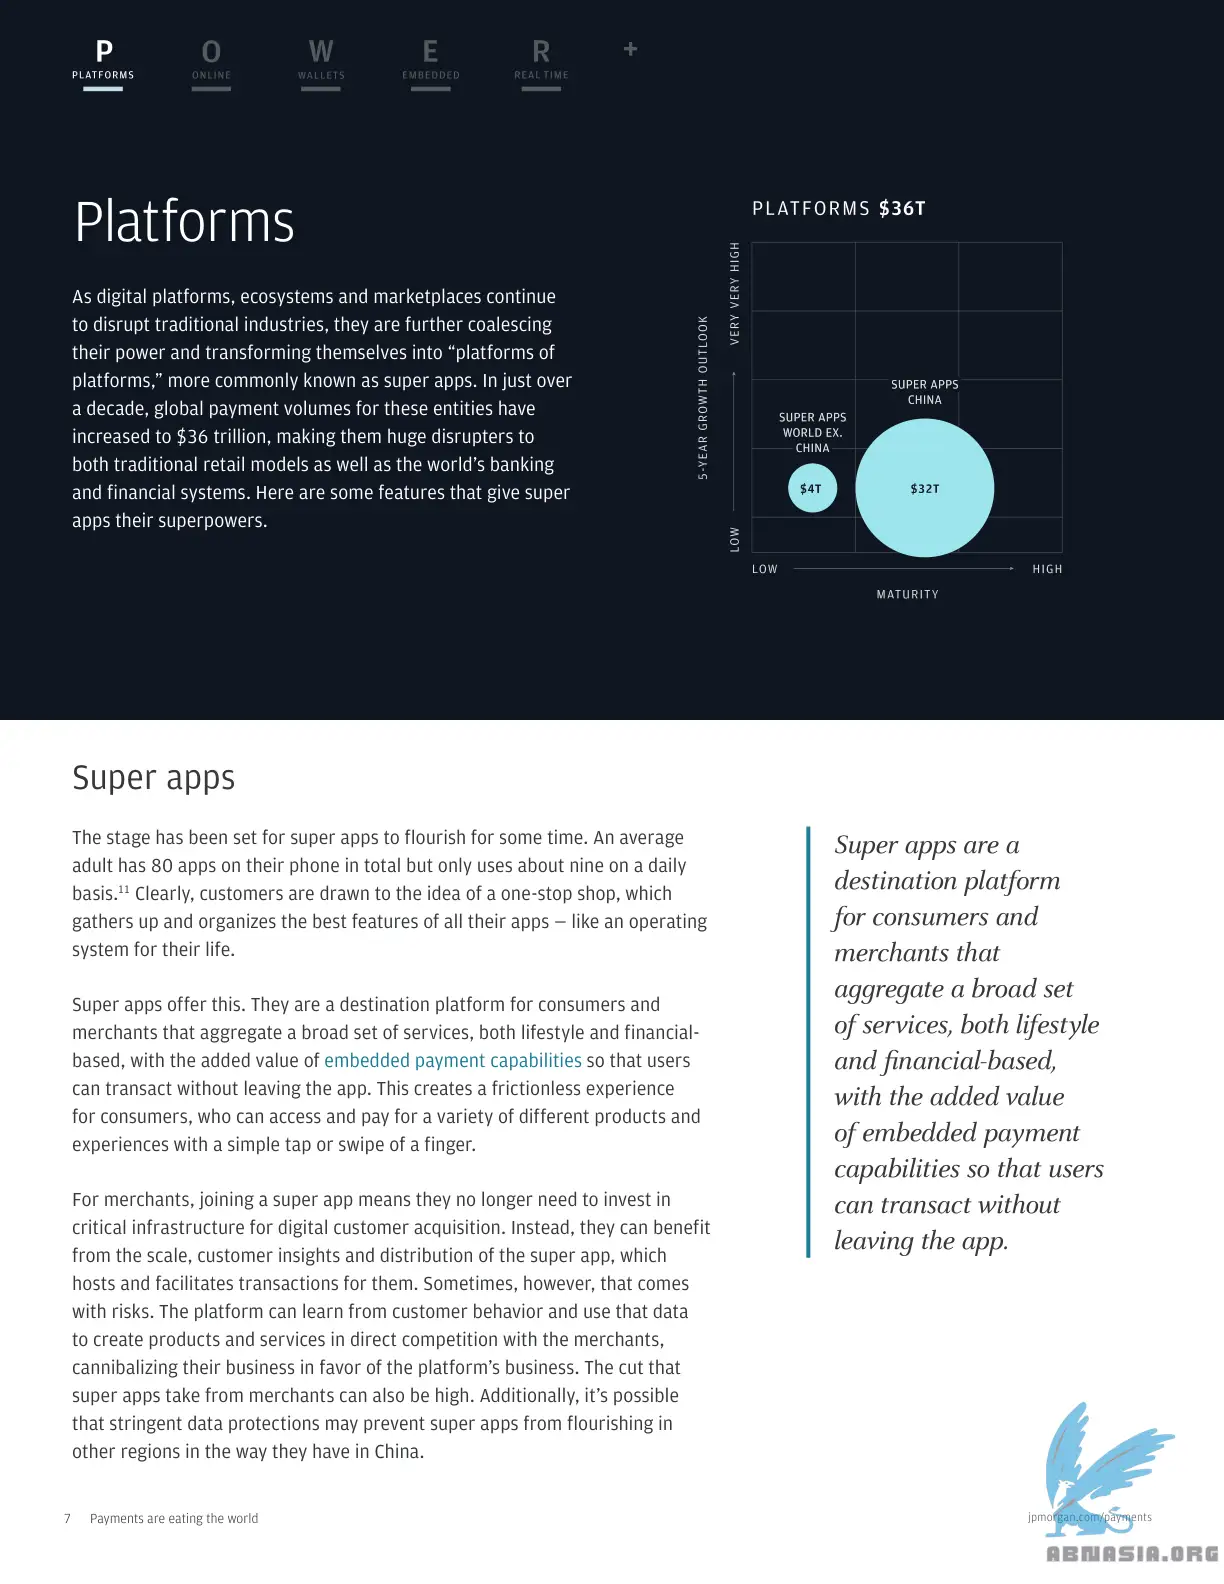 P O W E R +
PLATFORMS ONLINE WALLETS EMBEDDED REAL TIME
Platforms
As digital platforms, ecosystems and marketplaces continue
to disrupt traditional industries, they are further coalescing
their power and transforming themselves into “platforms of
platforms,” more commonly known as super apps. In just over
a decade, global payment volumes for these entities have
increased to $36 trillion, making them huge disrupters to
both traditional retail models as well as the world’s banking
and financial systems. Here are some features that give super
apps their superpowers.
PLATFORMS $36T
5-YEAR GROWTH OUTLOOK
VERY VERY HIGH
LOW
SUPER APPS
CHINA
SUPER APPS
WORLD EX.
CHINA
$4T
$32T
LOW
HIGH
MATURITY
Super apps
The stage has been set for super apps to flourish for some time. An average
adult has 80 apps on their phone in total but only uses about nine on a daily
basis.¹¹ Clearly, customers are drawn to the idea of a one-stop shop, which
gathers up and organizes the best features of all their apps — like an operating
system for their life.
Super apps offer this. They are a destination platform for consumers and
merchants that aggregate a broad set of services, both lifestyle and financial-
based, with the added value of embedded payment capabilities so that users
can transact without leaving the app. This creates a frictionless experience
for consumers, who can access and pay for a variety of different products and
experiences with a simple tap or swipe of a finger.
For merchants, joining a super app means they no longer need to invest in
critical infrastructure for digital customer acquisition. Instead, they can benefit
from the scale, customer insights and distribution of the super app, which
hosts and facilitates transactions for them. Sometimes, however, that comes
with risks. The platform can learn from customer behavior and use that data
to create products and services in direct competition with the merchants,
cannibalizing their business in favor of the platform’s business. The cut that
super apps take from merchants can also be high. Additionally, it’s possible
that stringent data protections may prevent super apps from flourishing in
other regions in the way they have in China.
Super apps are a
destination platform
for consumers and
merchants that
aggregate a broad set
of services, both lifestyle
and financial-based,
with the added value
of embedded payment
capabilities so that users
can transact without
leaving the app.
7 Payments are eating the world
jpmorgan.com/payments
ABNASIA.ORG